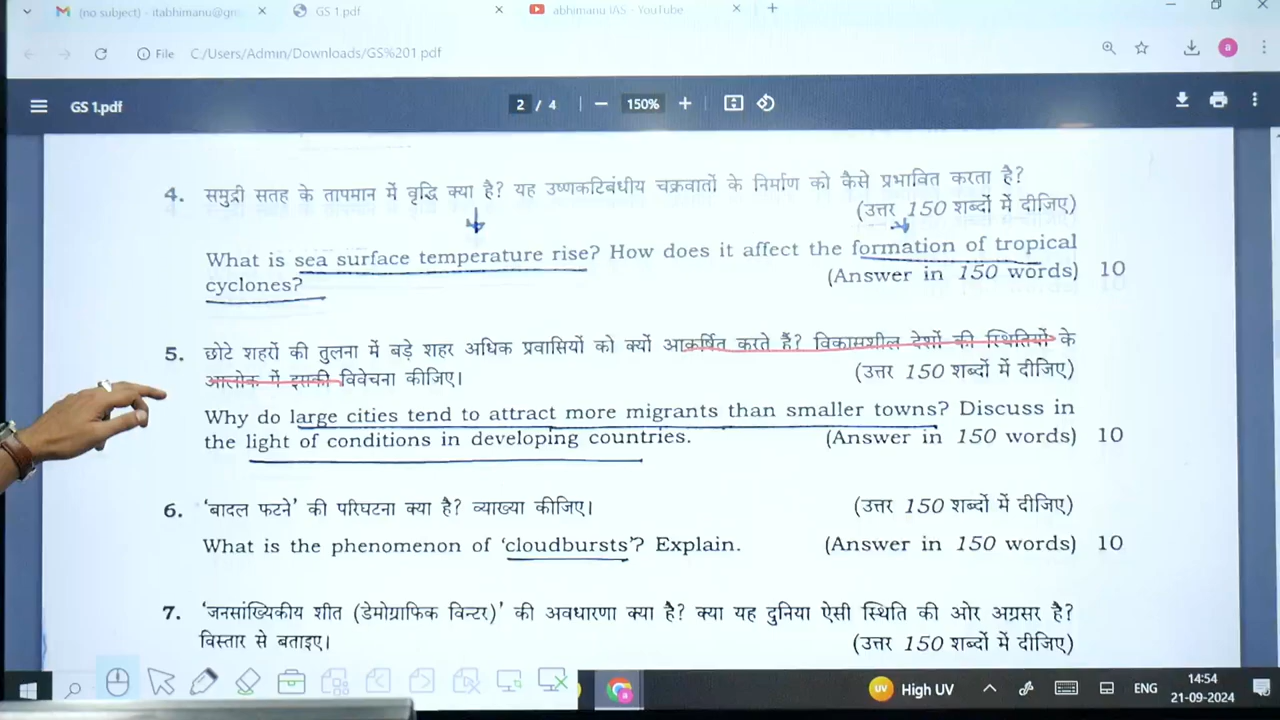 (no subject) - itabhimanu@gm
GS 1.pdf
abhimanu IAS - YouTube
File C:/Users/Admin/Downloads/GS%201.pdf
a
GS 1.pdf
2 / 4
150%
4. समुद्री सतह के तापमान में वृद्धि क्या है? यह उष्णकटिबंधीय चक्रवातों के निर्माण को कैसे प्रभावित करता है?
(उत्तर 150 शब्दों में दीजिए)
What is sea surface temperature rise? How does it affect the formation of tropical
cyclones? (Answer in 150 words) 10
5. छोटे शहरों की तुलना में बड़े शहर अधिक प्रवासियों को क्यों आकर्षित करते हैं? विकासशील देशों की स्थितियों के
आलोक में इसकी विवेचना कीजिए। (उत्तर 150 शब्दों में दीजिए)
Why do large cities tend to attract more migrants than smaller towns? Discuss in
the light of conditions in developing countries. (Answer in 150 words) 10
6. 'बादल फटने' की परिघटना क्या है? व्याख्या कीजिए। (उत्तर 150 शब्दों में दीजिए)
What is the phenomenon of 'cloudbursts'? Explain. (Answer in 150 words) 10
7. 'जनसांख्यिकीय शीत (डेमोग्राफिक विन्टर)' की अवधारणा क्या है? क्या यह दुनिया ऐसी स्थिति की ओर अग्रसर है?
विस्तार से बताइए। (उत्तर 150 शब्दों में दीजिए)
UV High UV ENG 14:54
21-09-2024